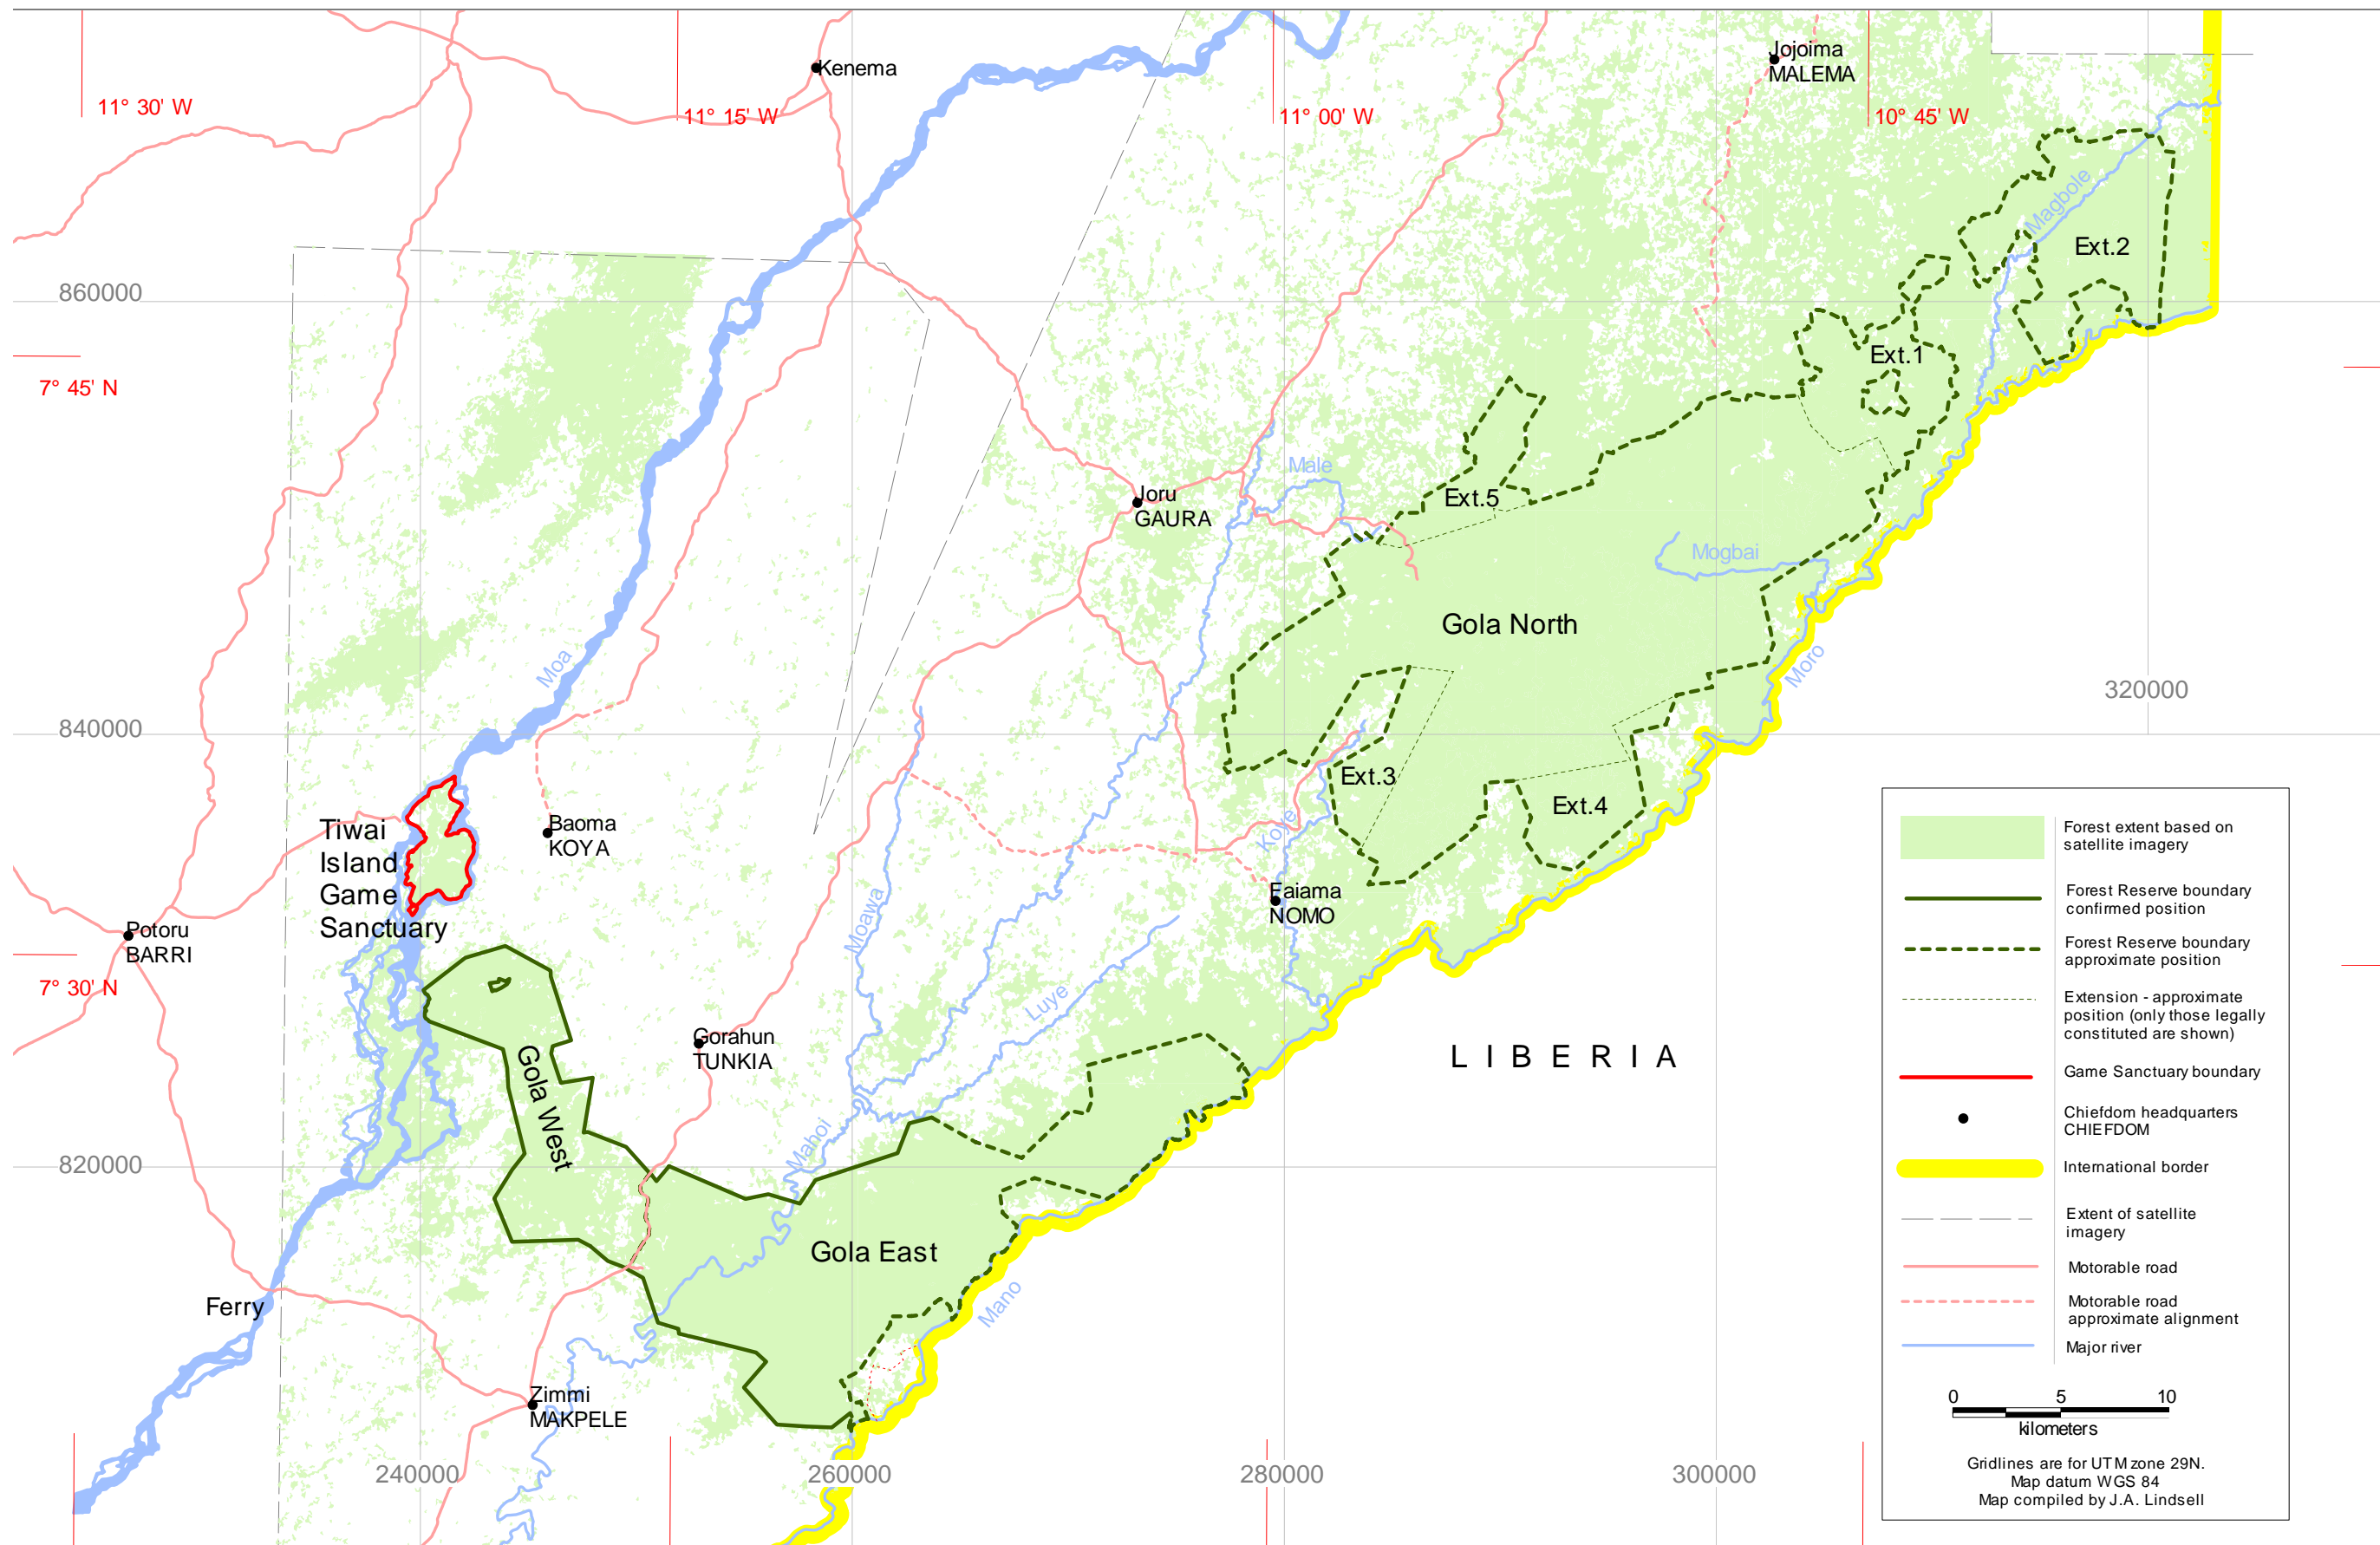 Kenema
Jojoima
MALEMA
11° 30' W
11° 15' W
11° 00' W
10° 45' W
Magbole
Ext.2
860000
Ext.1
7° 45' N
Male
Joru
GAURA
Ext.5
Mogbai
Gola North
Moa
Moro
320000
840000
Ext.3
Ext.4
Tiwai
Island
Game
Sanctuary
Baoma
KOYA
Koye
Faiama
NOMO
Moawa
Potoru
BARRI
7° 30' N
Luye
Gorahun
TUNKIA
LIBERIA
Gola West
Mahoi
820000
Gola East
Mano
Ferry
Zimmi
MAKPELE
240000
260000
280000
300000
Forest extent based on
satellite imagery
Forest Reserve boundary
confirmed position
Forest Reserve boundary
approximate position
Extension - approximate
position (only those legally
constituted are shown)
Game Sanctuary boundary
Chiefdom headquarters
CHIEFDOM
International border
Extent of satellite
imagery
Motorable road
Motorable road
approximate alignment
Major river
0 5 10
kilometers
Gridlines are for UTM zone 29N.
Map datum WGS 84
Map compiled by J.A. Lindsell